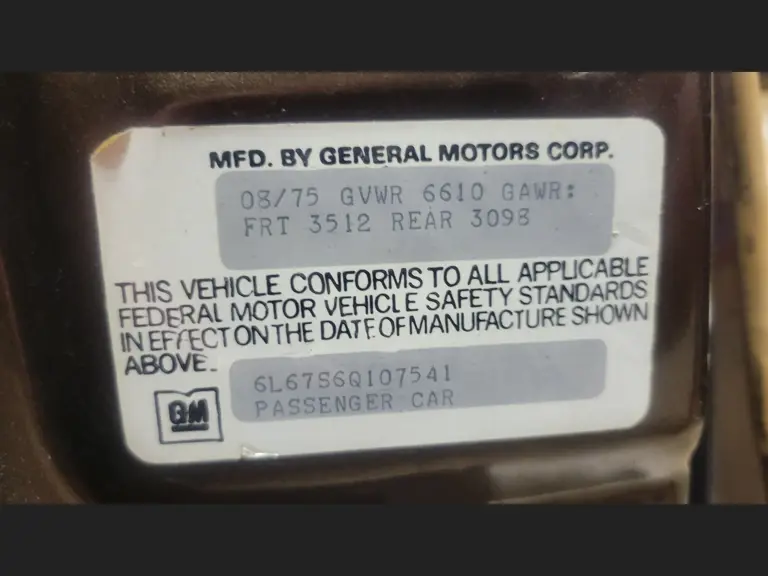 MFD. BY GENERAL MOTORS CORP.
08/75 GVWR 6610 GAWR:
FRT 3512 REAR 3098
THIS VEHICLE CONFORMS TO ALL APPLICABLE
FEDERAL MOTOR VEHICLE SAFETY STANDARDS
IN EFFECT ON THE DATE OF MANUFACTURE SHOWN
ABOVE.
6L67S6Q107541
PASSENGER CAR
GM